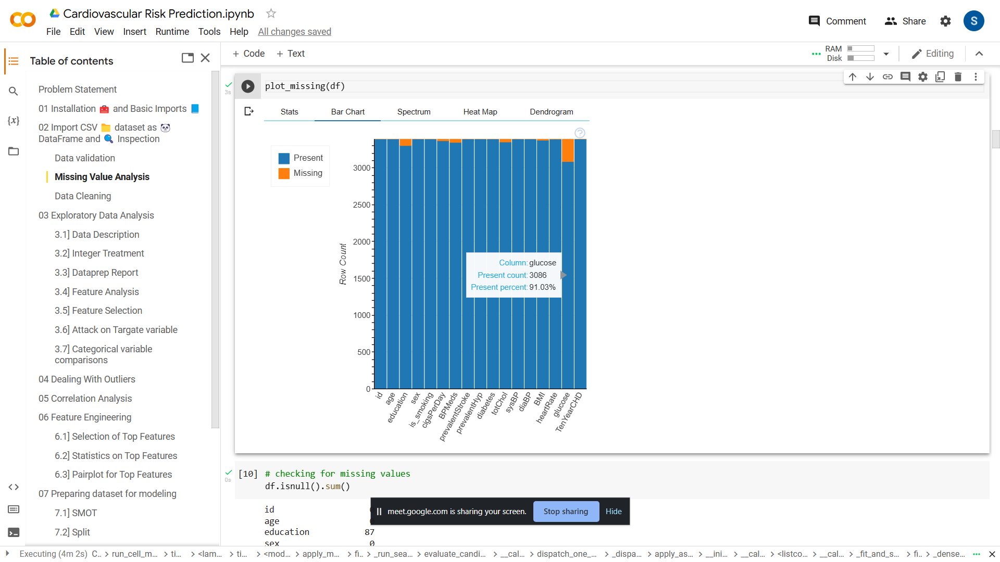 Cardiovascular Risk Prediction.ipynb
File Edit View Insert Runtime Tools Help All changes saved
Comment Share S
Table of contents
Problem Statement
01 Installation 🧰 and Basic Imports 📘
02 Import CSV 📁 dataset as 🐼
DataFrame and 🔍 Inspection
Data validation
Missing Value Analysis
Data Cleaning
03 Exploratory Data Analysis
3.1] Data Description
3.2] Integer Treatment
3.3] Dataprep Report
3.4] Feature Analysis
3.5] Feature Selection
3.6] Attack on Targate variable
3.7] Categorical variable
comparisons
04 Dealing With Outliers
05 Correlation Analysis
06 Feature Engineering
6.1] Selection of Top Features
6.2] Statistics on Top Features
6.3] Pairplot for Top Features
07 Preparing dataset for modeling
7.1] SMOT
7.2] Split
+ Code + Text
RAM
Disk
Editing
3s
plot_missing(df)
Stats Bar Chart Spectrum Heat Map Dendrogram
Present
Missing
Row Count
3000
2500
2000
1500
1000
500
0
Column: glucose
Present count: 3086
Present percent: 91.03%
id
age
education
sex
is_smoking
cigsPerDay
BPMeds
prevalentStroke
prevalentHyp
diabetes
totChol
sysBP
diaBP
BMI
heartRate
glucose
TenYearCHD
0s
[10] # checking for missing values
df.isnull().sum()
id
age
education 87
sex 0
meet.google.com is sharing your screen. Stop sharing Hide
Executing (4m 2s) C... > run_cell_m... > ti... > <lam... > ti... > <mod... > apply_m... > fi... > _run_sea... > evaluate_candi... > __cal... > dispatch_one_... > _dispa... > apply_as... > __ini... > __cal... > <listco... > __cal... > _fit_and_s... > fi... > _dense...